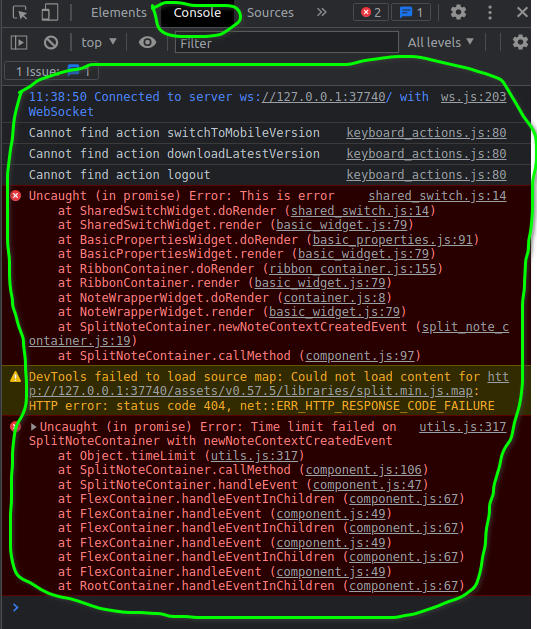 Elements Console Sources » 2 1
top Filter All levels
1 Issue: 1
11:38:50 Connected to server ws://127.0.0.1:37740/ with ws.js:203
WebSocket
Cannot find action switchToMobileVersion keyboard_actions.js:80
Cannot find action downloadLatestVersion keyboard_actions.js:80
Cannot find action logout keyboard_actions.js:80
Uncaught (in promise) Error: This is error shared_switch.js:14
at SharedSwitchWidget.doRender (shared_switch.js:14)
at SharedSwitchWidget.render (basic_widget.js:79)
at BasicPropertiesWidget.doRender (basic_properties.js:91)
at BasicPropertiesWidget.render (basic_widget.js:79)
at RibbonContainer.doRender (ribbon_container.js:155)
at RibbonContainer.render (basic_widget.js:79)
at NoteWrapperWidget.doRender (container.js:8)
at NoteWrapperWidget.render (basic_widget.js:79)
at SplitNoteContainer.newNoteContextCreatedEvent (split_note_c
ontainer.js:19)
at SplitNoteContainer.callMethod (component.js:97)
DevTools failed to load source map: Could not load content for htt
p://127.0.0.1:37740/assets/v0.57.5/libraries/split.min.js.map:
HTTP error: status code 404, net::ERR_HTTP_RESPONSE_CODE_FAILURE
Uncaught (in promise) Error: Time limit failed on utils.js:317
SplitNoteContainer with newNoteContextCreatedEvent
at Object.timeLimit (utils.js:317)
at SplitNoteContainer.callMethod (component.js:106)
at SplitNoteContainer.handleEvent (component.js:47)
at FlexContainer.handleEventInChildren (component.js:67)
at FlexContainer.handleEvent (component.js:49)
at FlexContainer.handleEventInChildren (component.js:67)
at FlexContainer.handleEvent (component.js:49)
at FlexContainer.handleEventInChildren (component.js:67)
at FlexContainer.handleEvent (component.js:49)
at RootContainer.handleEventInChildren (component.js:67)